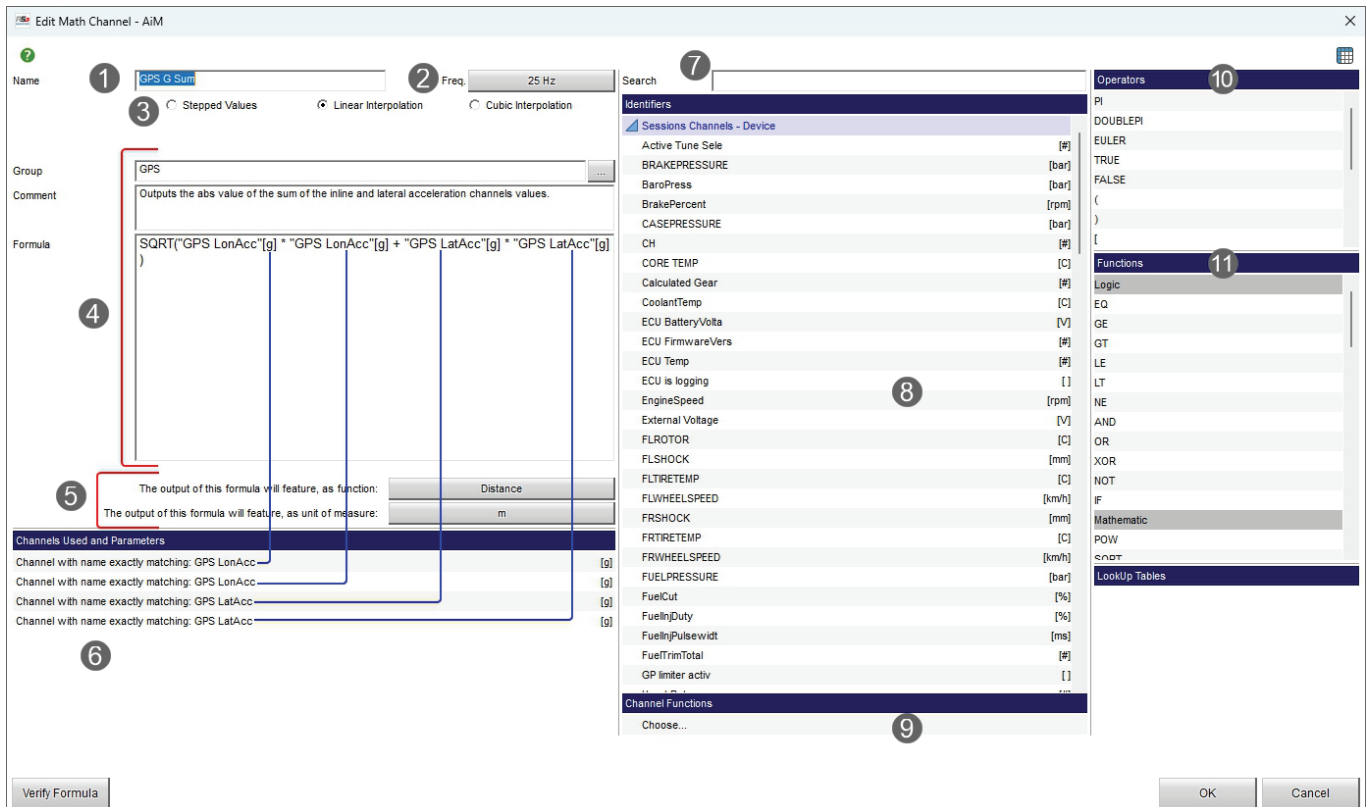 Edit Math Channel - AiM
Name
1
GPS G Sum
2
Freq.
25 Hz
3
Stepped Values
Linear Interpolation
Cubic Interpolation
4
Group
GPS
...
Comment
Outputs the abs value of the sum of the inline and lateral acceleration channels values.
Formula
SQRT("GPS LonAcc"[g] * "GPS LonAcc"[g] + "GPS LatAcc"[g] * "GPS LatAcc"[g]
)
5
The output of this formula will feature, as function:
Distance
The output of this formula will feature, as unit of measure:
m
Channels Used and Parameters
Channel with name exactly matching: GPS LonAcc [g]
Channel with name exactly matching: GPS LonAcc [g]
Channel with name exactly matching: GPS LatAcc [g]
Channel with name exactly matching: GPS LatAcc [g]
6
Verify Formula
Search
7
Identifiers
Sessions Channels - Device
Active Tune Sele [#]
BRAKEPRESSURE [bar]
BaroPress [bar]
BrakePercent [rpm]
CASEPRESSURE [bar]
CH [#]
CORE TEMP [C]
Calculated Gear [#]
CoolantTemp [C]
ECU BatteryVolta [V]
ECU FirmwareVers [#]
ECU Temp [#]
ECU is logging [ ]
8
EngineSpeed [rpm]
External Voltage [V]
FLROTOR [C]
FLSHOCK [mm]
FLTIRETEMP [C]
FLWHEELSPEED [km/h]
FRSHOCK [mm]
FRTIRETEMP [C]
FRWHEELSPEED [km/h]
FUELPRESSURE [bar]
FuelCut [%]
FuelInjDuty [%]
FuelInjPulsewidt [ms]
FuelTrimTotal [#]
GP limiter activ [ ]
Channel Functions
Choose...
9
Operators
10
PI
DOUBLEPI
EULER
TRUE
FALSE
(
)
[
Functions
11
Logic
EQ
GE
GT
LE
LT
NE
AND
OR
XOR
NOT
IF
Mathematic
POW
SQRT
LookUp Tables
OK
Cancel